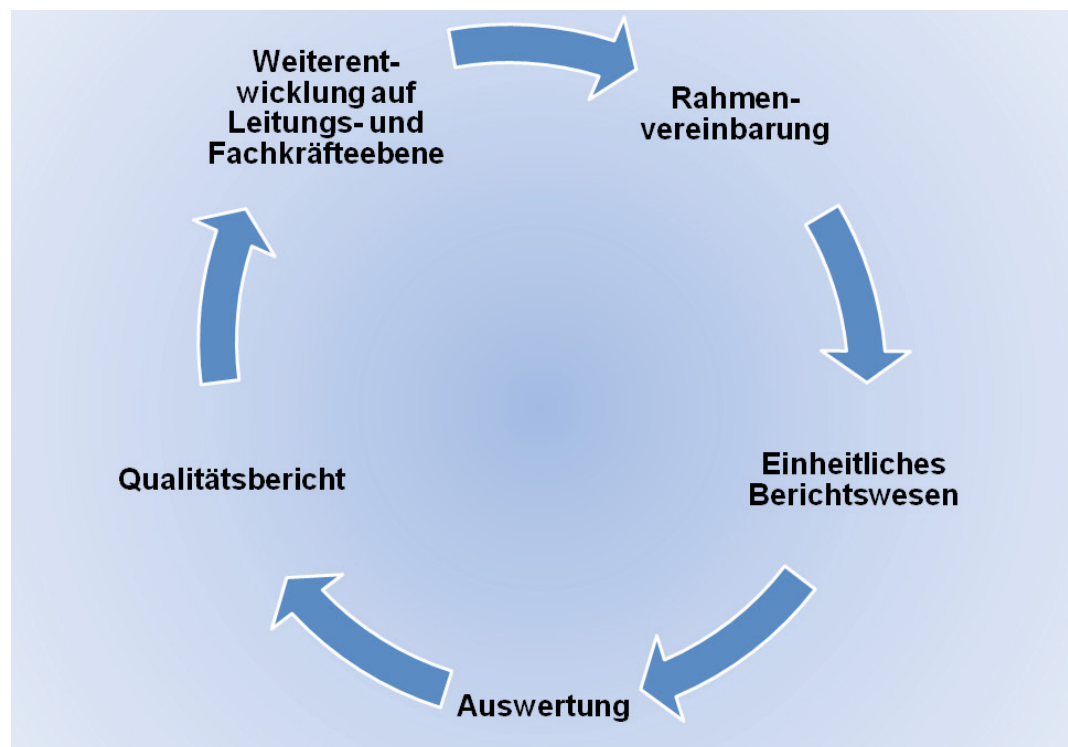 Weiterent-
wicklung auf
Leitungs- und
Fachkräfteebene
Rahmen-
vereinbarung
Einheitliches
Berichtswesen
Auswertung
Qualitätsbericht